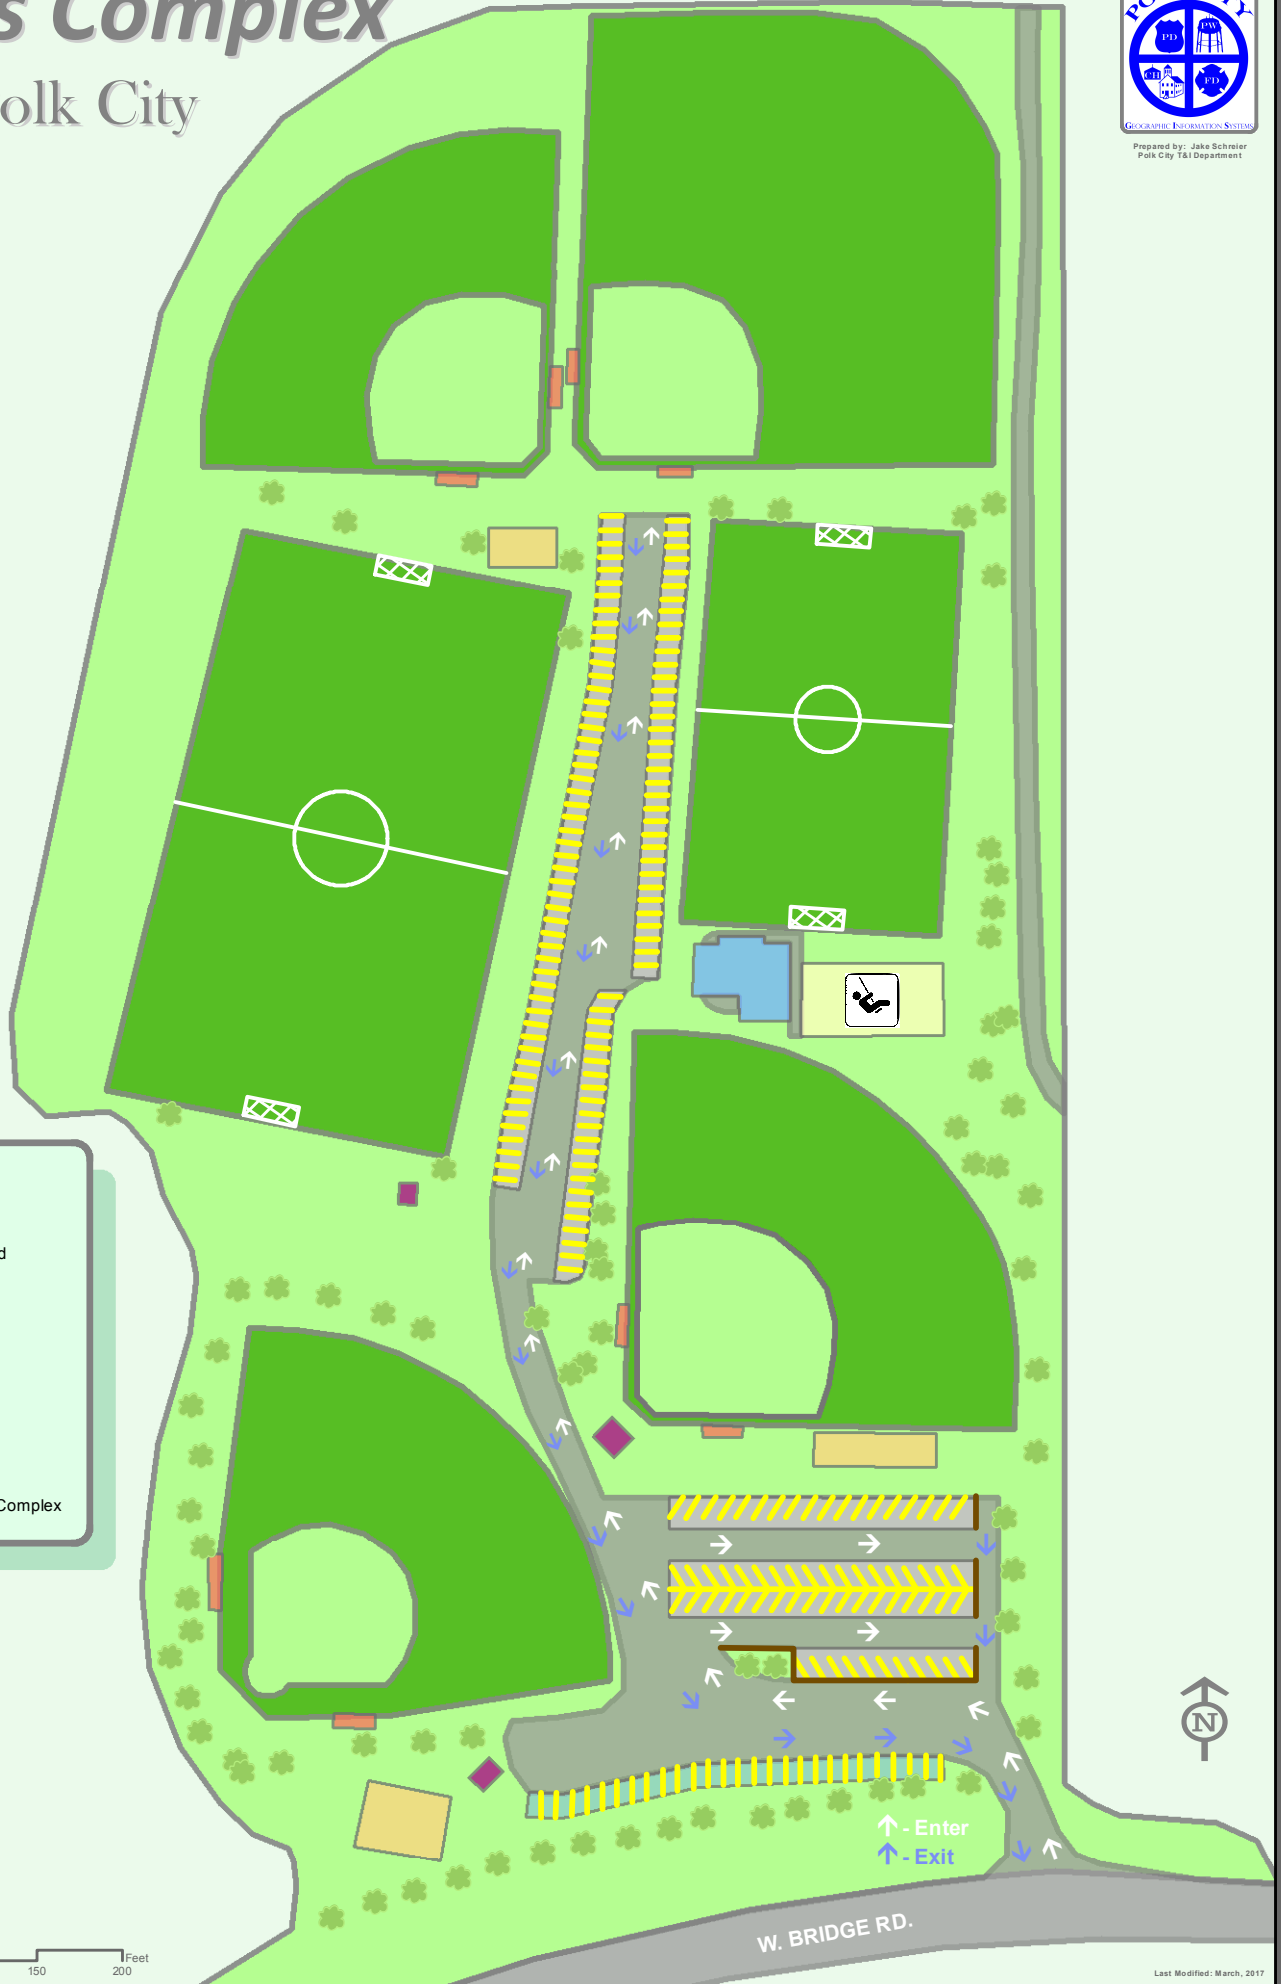 s Complex
olk City
PD
PW
CH
FD
GEOGRAPHIC INFORMATION SYSTEMS
Prepared by: Jake Schreier
Polk City T&I Department
d
Complex
N
- Enter
- Exit
W. BRIDGE RD.
Feet
150 200
Last Modified: March, 2017